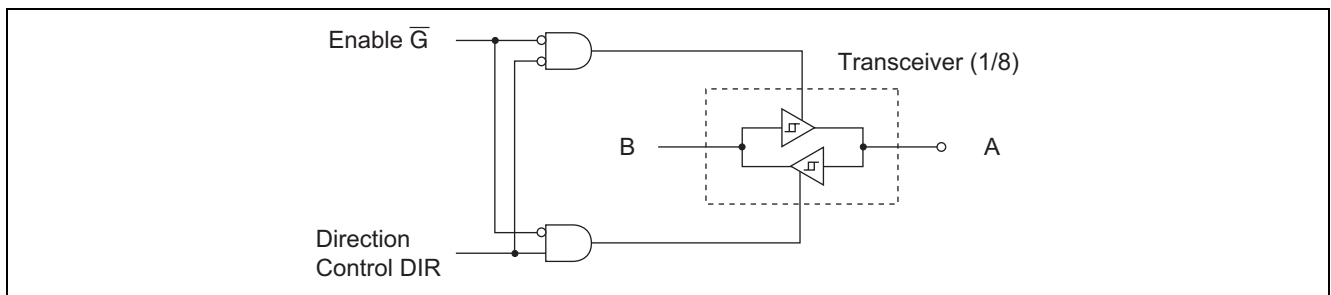 Enable G̅
Transceiver (1/8)
B
A
Direction
Control DIR